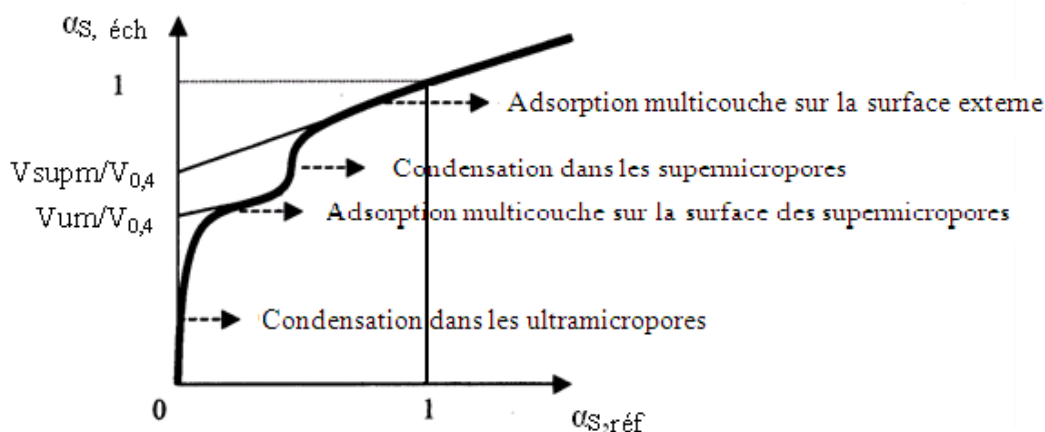 αS, éch
1
Adsorption multicouche sur la surface externe
Vsupm/V0,4
Condensation dans les supermicropores
Vum/V0,4
Adsorption multicouche sur la surface des supermicropores
Condensation dans les ultramicropores
0
1
αS,réf